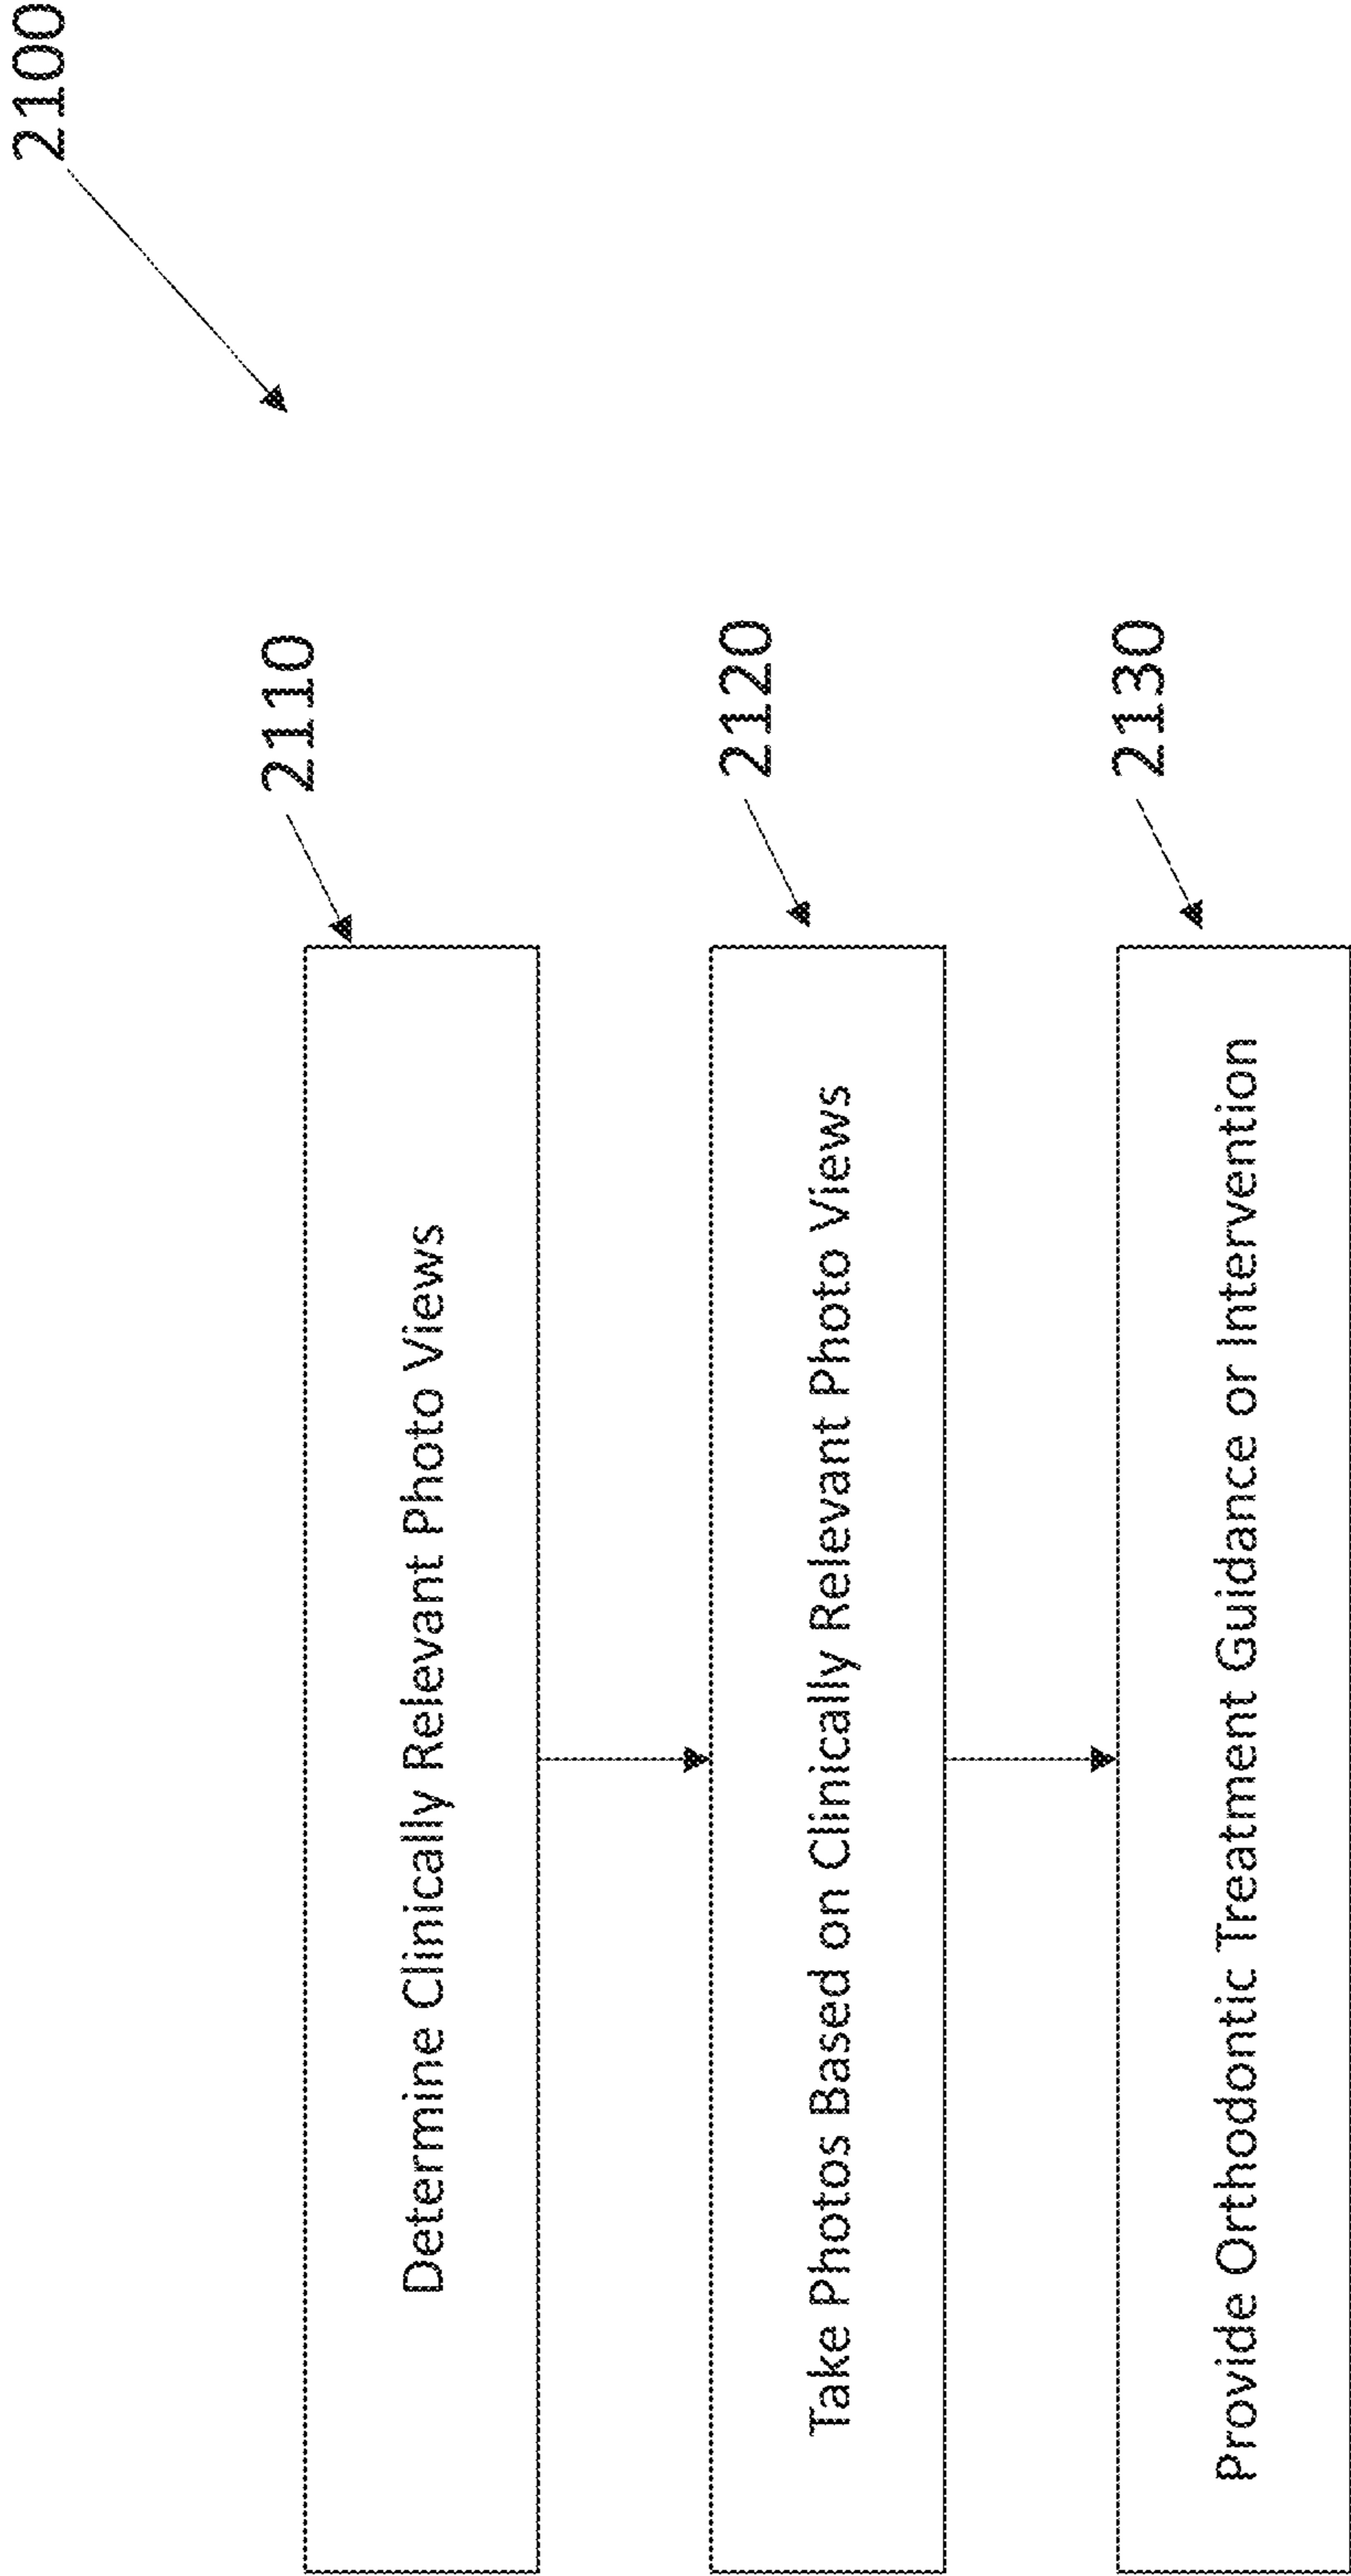 2100
2110
Determine Clinically Relevant Photo Views
2120
Take Photos Based on Clinically Relevant Photo Views
2130
Provide Orthodontic Treatment Guidance or Intervention